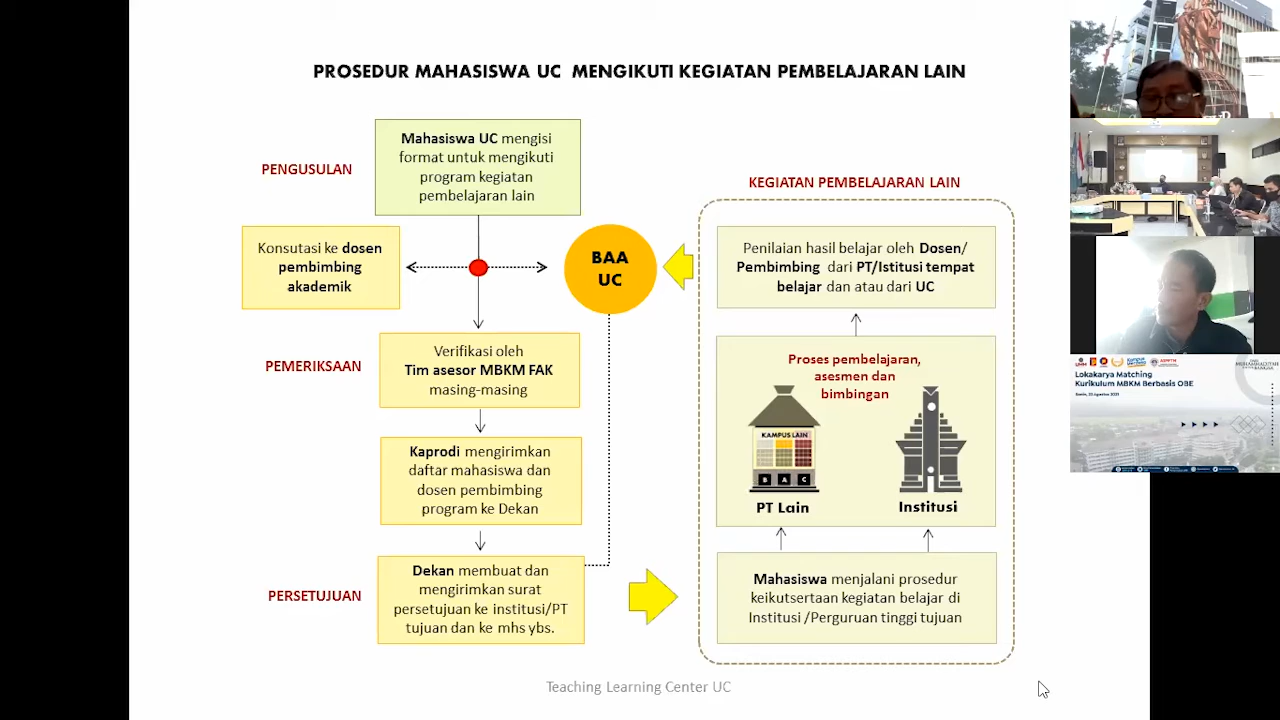 PROSEDUR MAHASISWA UC MENGIKUTI KEGIATAN PEMBELAJARAN LAIN
PENGUSULAN
Mahasiswa UC mengisi
format untuk mengikuti
program kegiatan
pembelajaran lain
Konsutasi ke dosen
pembimbing
akademik
BAA
UC
PEMERIKSAAN
Verifikasi oleh
Tim asesor MBKM FAK
masing-masing
Kaprodi mengirimkan
daftar mahasiswa dan
dosen pembimbing
program ke Dekan
PERSETUJUAN
Dekan membuat dan
mengirimkan surat
persetujuan ke institusi/PT
tujuan dan ke mhs ybs.
KEGIATAN PEMBELAJARAN LAIN
Penilaian hasil belajar oleh Dosen/
Pembimbing dari PT/Istitusi tempat
belajar dan atau dari UC
Proses pembelajaran,
asesmen dan
bimbingan
KAMPUS LAIN
B A C
PT Lain
Institusi
Mahasiswa menjalani prosedur
keikutsertaan kegiatan belajar di
Institusi /Perguruan tinggi tujuan
Teaching Learning Center UC
Lokakarya Matching
Kurikulum MBKM Berbasis OBE